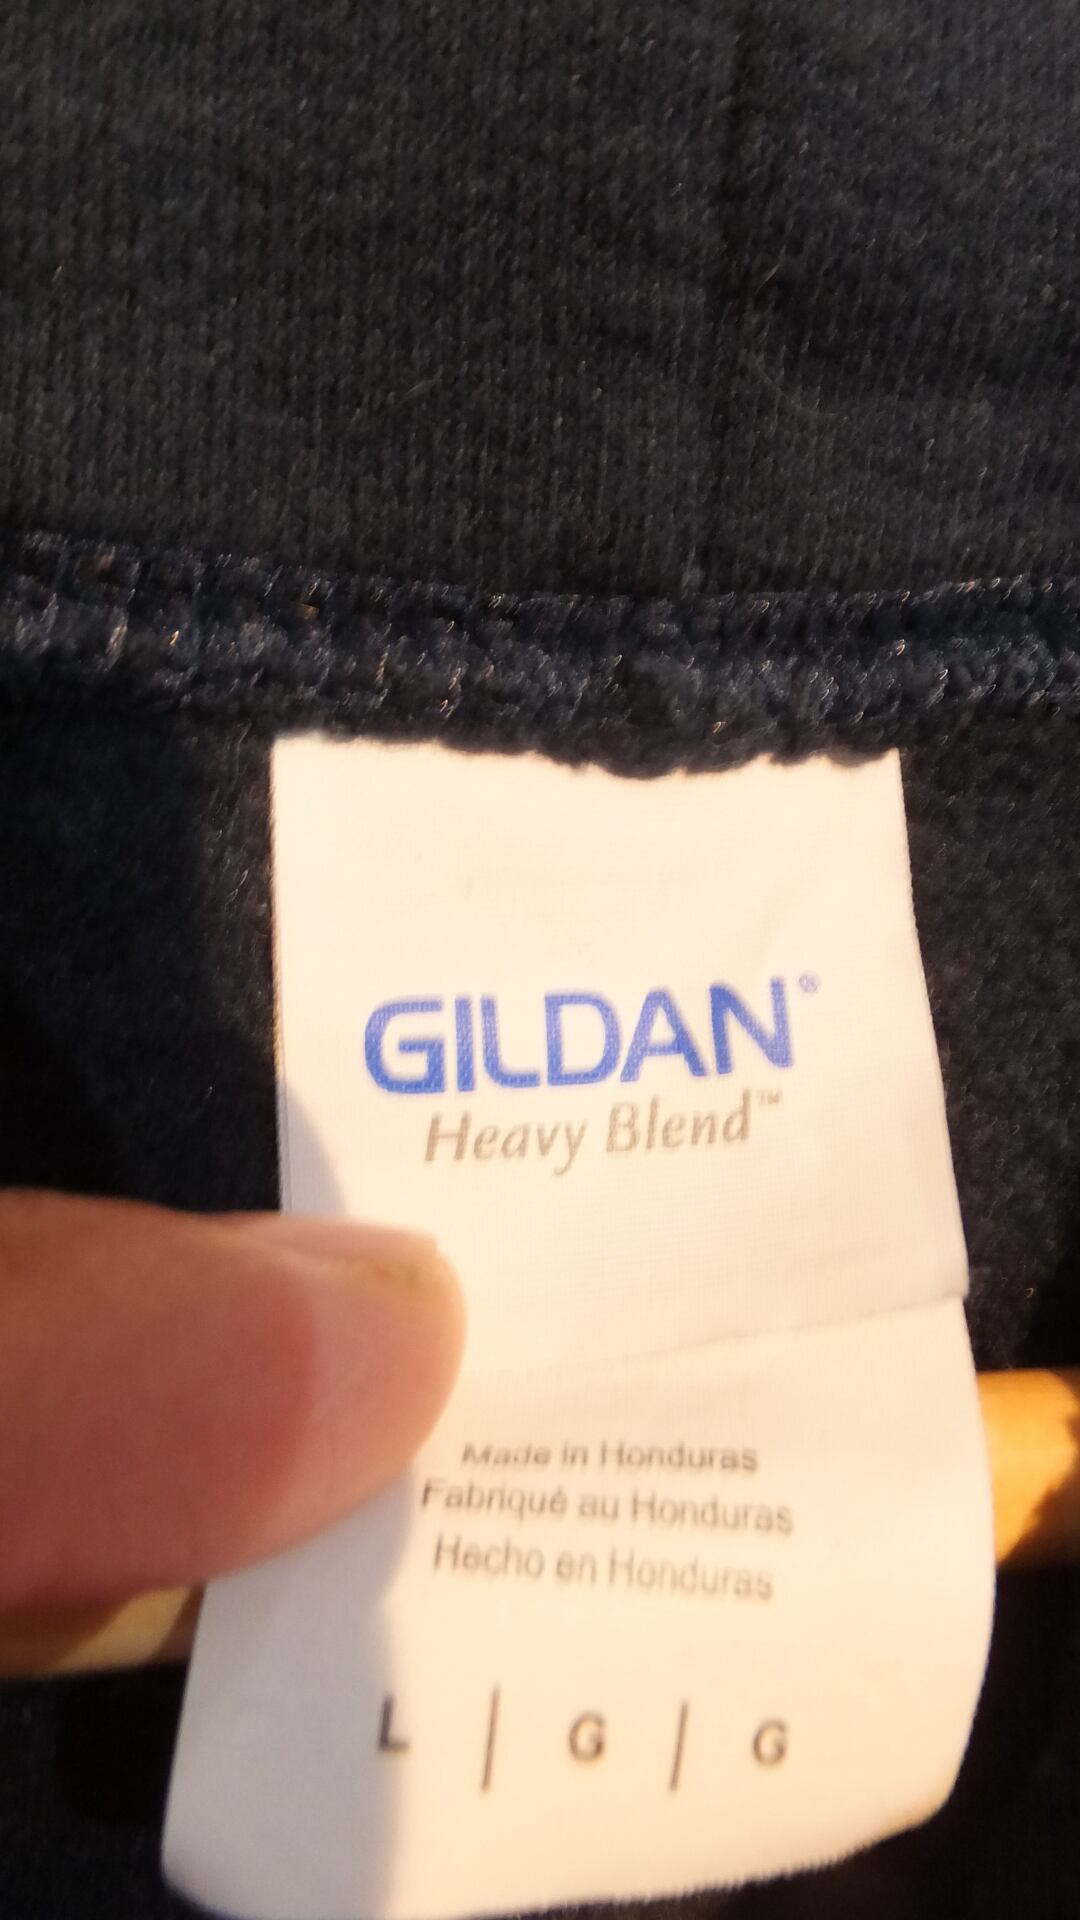 GILDAN®
Heavy Blend™
Made in Honduras
Fabriqué au Honduras
Hecho en Honduras
L | G | G